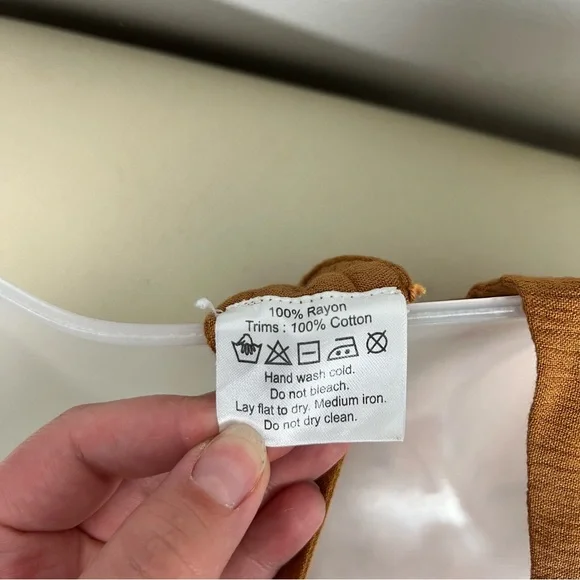 100% Rayon
Trims : 100% Cotton
Hand wash cold.
Do not bleach.
Lay flat to dry. Medium iron.
Do not dry clean.